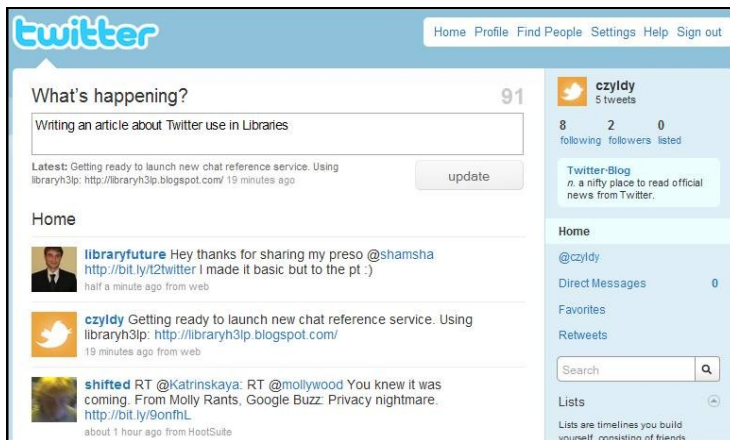 twitter
Home Profile Find People Settings Help Sign out
What's happening?
91
Writing an article about Twitter use in Libraries
Latest: Getting ready to launch new chat reference service. Using
libraryh3lp: http://libraryh3lp.blogspot.com/ 19 minutes ago
update
Home
libraryfuture Hey thanks for sharing my preso @shamsha
http://bit.ly/t2twitter I made it basic but to the pt :)
half a minute ago from web
czyldy Getting ready to launch new chat reference service. Using
libraryh3lp: http://libraryh3lp.blogspot.com/
19 minutes ago from web
shifted RT @Katrinskaya: RT @mollywood You knew it was
coming. From Molly Rants, Google Buzz: Privacy nightmare.
http://bit.ly/9onfhL
about 1 hour ago from HootSuite
czyldy
5 tweets
8 2 0
following followers listed
Twitter·Blog
n. a nifty place to read official
news from Twitter.
Home
@czyldy
Direct Messages 0
Favorites
Retweets
Search
Lists
Lists are timelines you build
yourself, consisting of friends